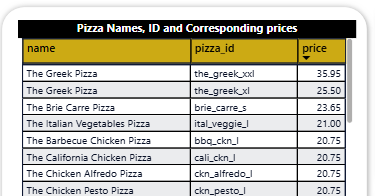 Pizza Names, ID and Corresponding prices
name pizza_id price
The Greek Pizza the_greek_xxl 35.95
The Greek Pizza the_greek_xl 25.50
The Brie Carre Pizza brie_carre_s 23.65
The Italian Vegetables Pizza ital_veggie_l 21.00
The Barbecue Chicken Pizza bbq_ckn_l 20.75
The California Chicken Pizza cali_ckn_l 20.75
The Chicken Alfredo Pizza ckn_alfredo_l 20.75
The Chicken Pesto Pizza ckn_pesto_l 20.75